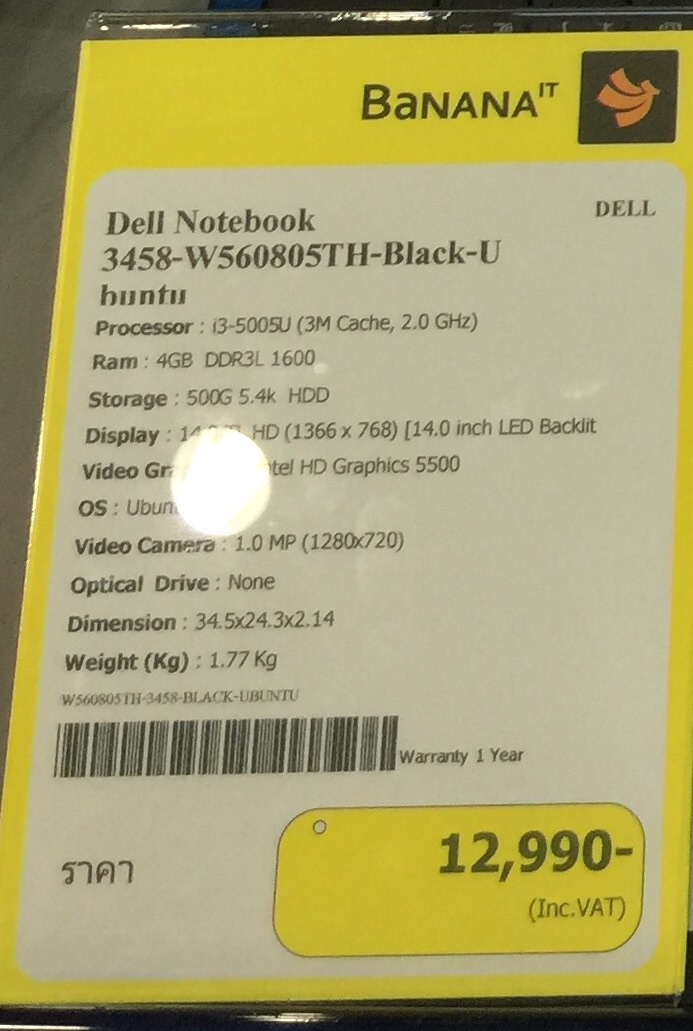 BaNANA IT
DELL
Dell Notebook
3458-W560805TH-Black-U
buntu
Processor : i3-5005U (3M Cache, 2.0 GHz)
Ram : 4GB DDR3L 1600
Storage : 500G 5.4k HDD
Display : HD (1366 x 768) [14.0 inch LED Backlit
Video HD Graphics 5500
OS :
Video Camera : 1.0 MP (1280x720)
Optical Drive : None
Dimension : 34.5x24.3x2.14
Weight (Kg) : 1.77 Kg
W560805TH-3458-BLACK-UBUNTU
Warranty 1 Year
ราคา
12,990-
(Inc.VAT)